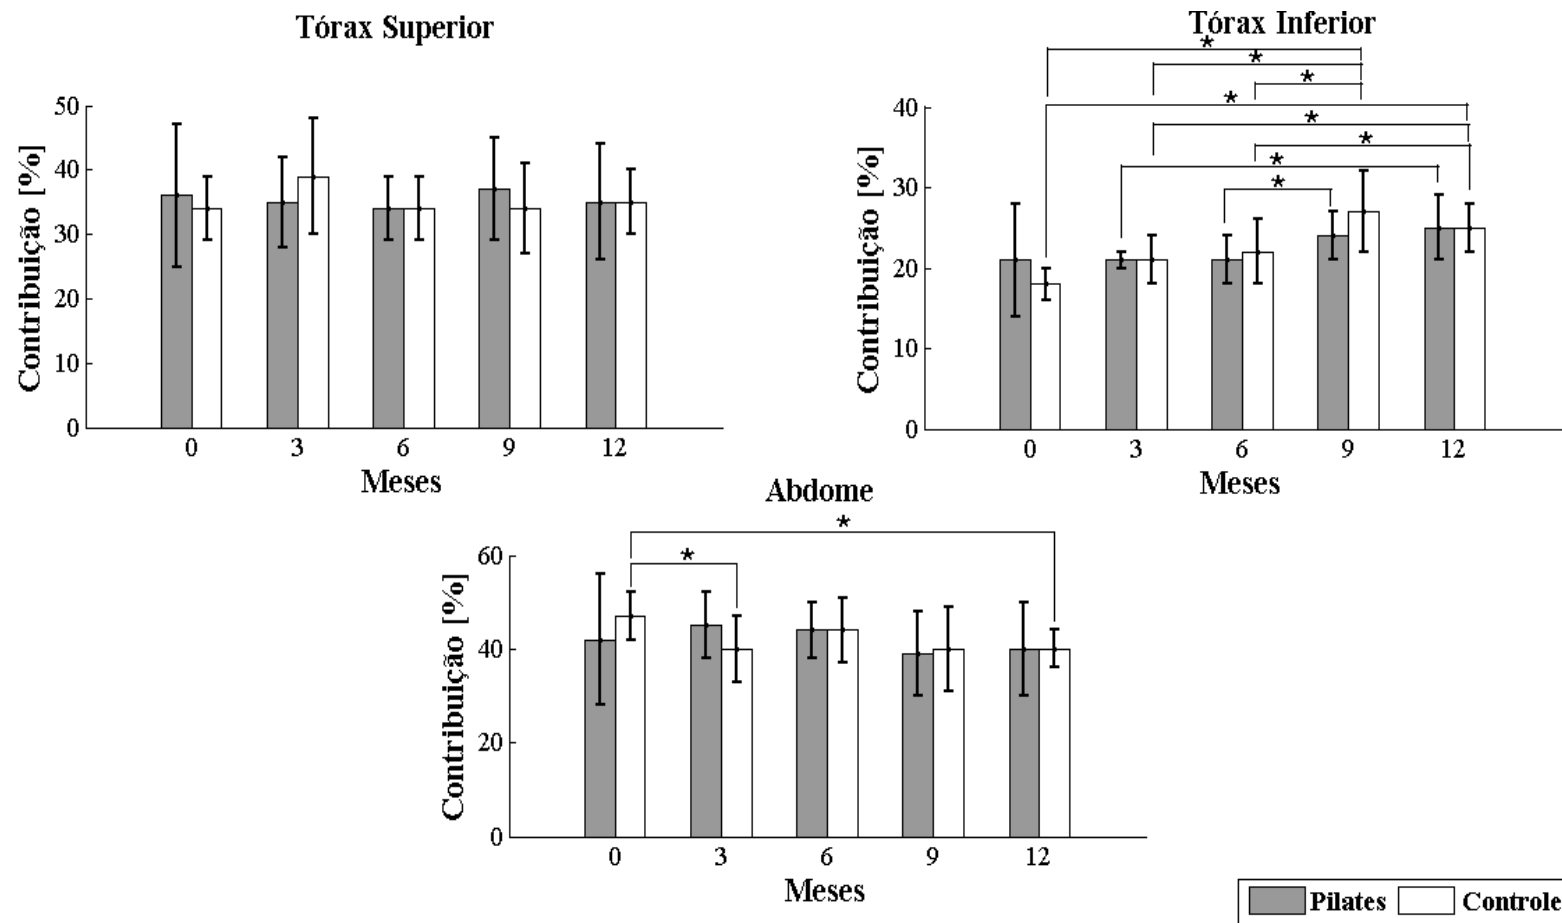 Tórax Superior
Contribuição [%]
50
40
30
20
10
0
0 3 6 9 12
Meses
Tórax Inferior
*
*
*
*
*
*
*
*
Contribuição [%]
40
30
20
10
0
0 3 6 9 12
Meses
Abdome
*
*
Contribuição [%]
60
40
20
0
0 3 6 9 12
Meses
Pilates Controle